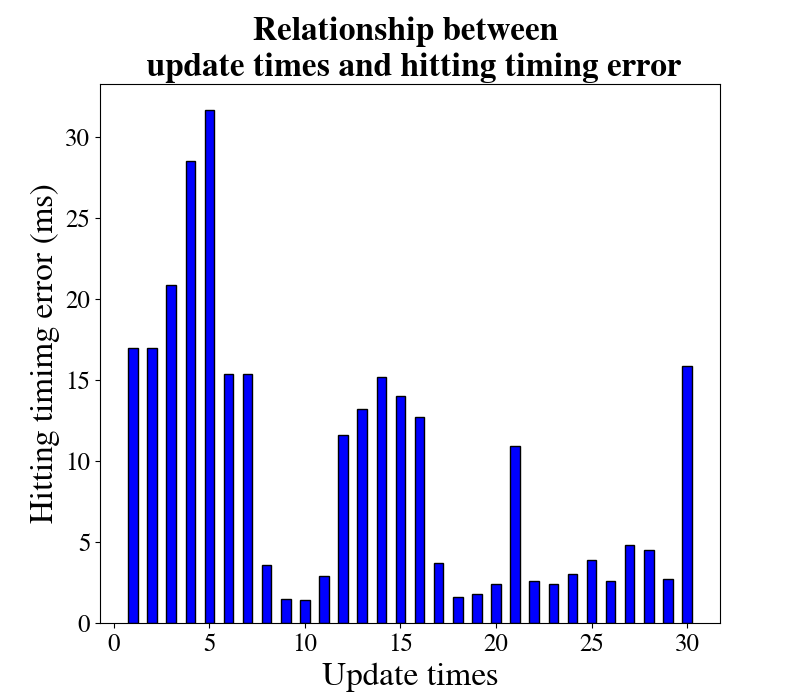 Relationship between
update times and hitting timing error
Hitting timimg error (ms)
30
25
20
15
10
5
0
0 5 10 15 20 25 30
Update times